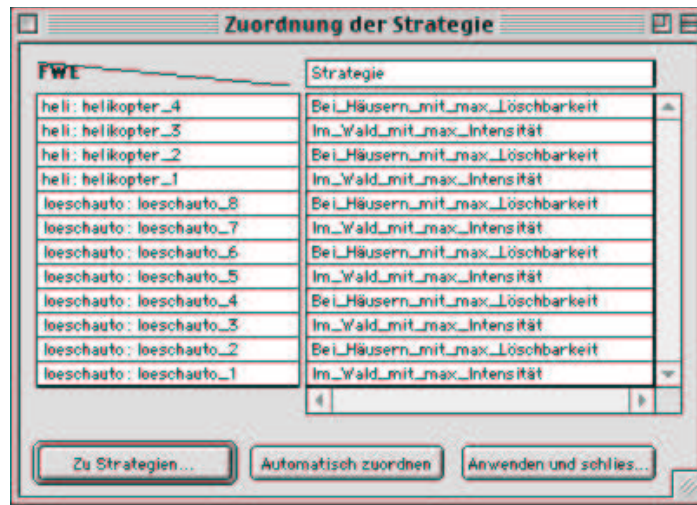 Zuordnung der Strategie
FWE Strategie
heli: helikopter_4 Bei_Häusern_mit_max_Löschbarkeit
heli: helikopter_3 Im_Wald_mit_max_Intensität
heli: helikopter_2 Bei_Häusern_mit_max_Löschbarkeit
heli: helikopter_1 Im_Wald_mit_max_Intensität
loeschauto: loeschauto_8 Bei_Häusern_mit_max_Löschbarkeit
loeschauto: loeschauto_7 Im_Wald_mit_max_Intensität
loeschauto: loeschauto_6 Bei_Häusern_mit_max_Löschbarkeit
loeschauto: loeschauto_5 Im_Wald_mit_max_Intensität
loeschauto: loeschauto_4 Bei_Häusern_mit_max_Löschbarkeit
loeschauto: loeschauto_3 Im_Wald_mit_max_Intensität
loeschauto: loeschauto_2 Bei_Häusern_mit_max_Löschbarkeit
loeschauto: loeschauto_1 Im_Wald_mit_max_Intensität
Zu Strategien... Automatisch zuordnen Anwenden und schlies...